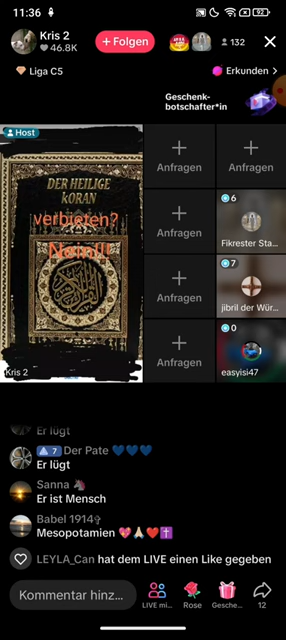 11:36
92
Kris 2
46.8K
+ Folgen
132
Liga C5
Erkunden >
Geschenk-
botschafter*in
Host
DER HEILIGE
KORAN
verbieten?
Nein!!!
Kris 2
Anfragen
Anfragen
Anfragen
6
Fikrester Sta...
Anfragen
7
jibril der Wür...
Anfragen
0
easyisi47
Er lügt
7 Der Pate 💙💙💙
Er lügt
Sanna 🦄
Er ist Mensch
Babel 1914✞
Mesopotamien 💖🙏🏻❤️✝️
LEYLA_Can hat dem LIVE einen Like gegeben
Kommentar hinz...
LIVE mi...
Rose
Gesche...
12